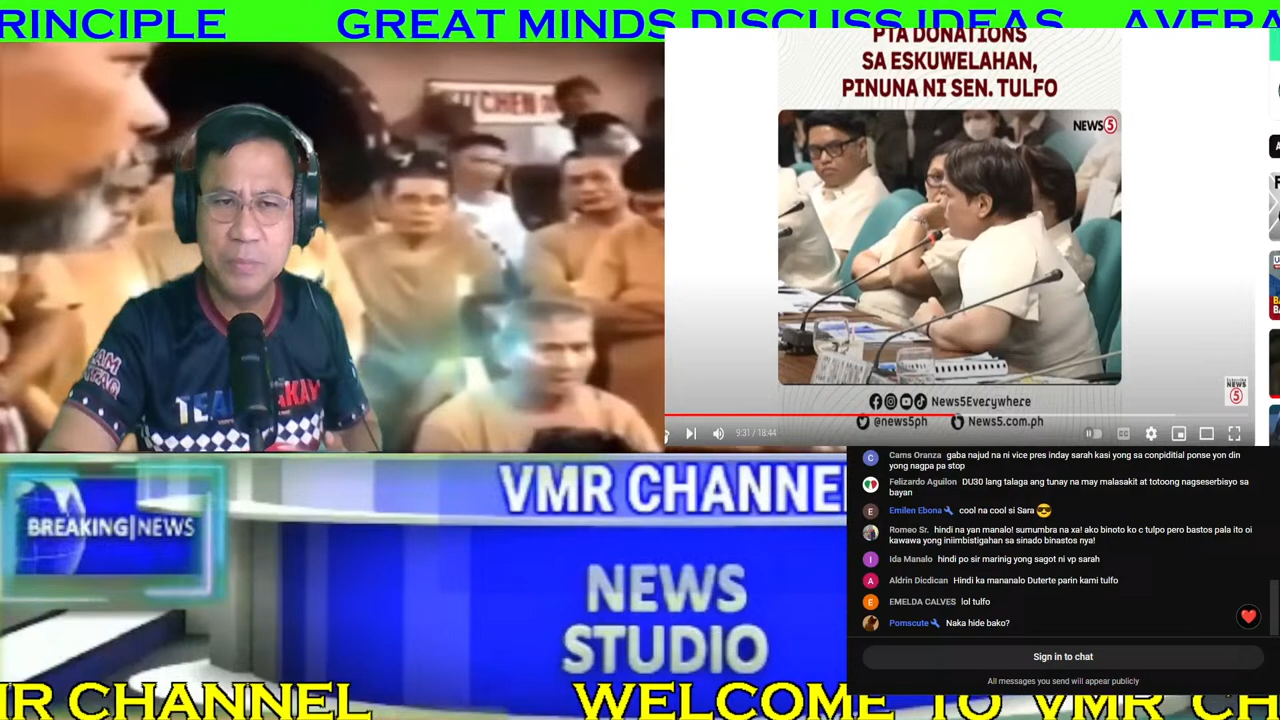 RINCIPLE GREAT MINDS DISCUSS IDEAS AVERA
PTA DONATIONS
SA ESKUWELAHAN,
PINUNA NI SEN. TULFO
NEWS5
CHEN
TEA
KAY
News5Everywhere
@news5ph News5.com.ph
NEWS
5
9:31 / 18:44
VMR CHANNE
BREAKING|NEWS
NEWS
STUDIO
Cams Oranza gaba najud na ni vice pres inday sarah kasi yong sa conpiditial ponse yon din
yong nagpa pa stop
Felizardo Aguilon DU30 lang talaga ang tunay na may malasakit at totoong nagseserbisyo sa
bayan
Emilen Ebona cool na cool si Sara 😎
Romeo Sr. hindi na yan manalo! sumumbra na xa! ako binoto ko c tulpo pero bastos pala ito oi
kawawa yong iniimbistigahan sa sinado binastos nya!
Ida Manalo hindi po sir marinig yong sagot ni vp sarah
Aldrin Dicdican Hindi ka mananalo Duterte parin kami tulfo
EMELDA CALVES lol tulfo
Pomscute Naka hide bako?
Sign in to chat
All messages you send will appear publicly
MR CHANNEL WELCOME TO VMR CH